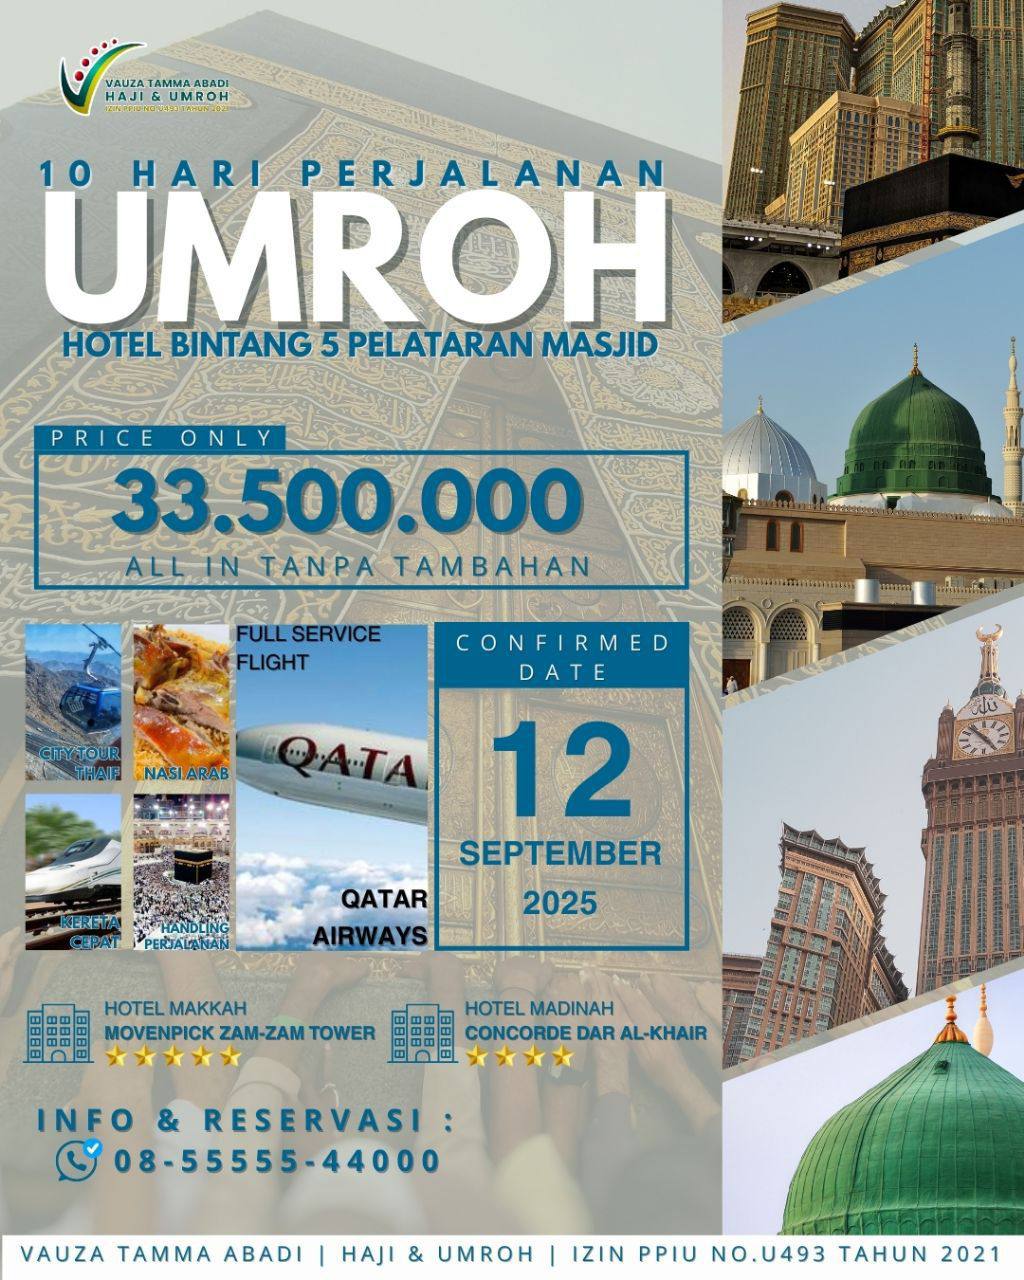 VAUZA TAMMA ABADI
HAJI & UMROH
IZIN PPIU NO.U493 TAHUN 2021
10 HARI PERJALANAN
UMROH
HOTEL BINTANG 5 PELATARAN MASJID
PRICE ONLY
33.500.000
ALL IN TANPA TAMBAHAN
CITY TOUR
THAIF
NASI ARAB
KERETA
CEPAT
HANDLING
PERJALANAN
FULL SERVICE
FLIGHT
QATA
QATAR
AIRWAYS
CONFIRMED
DATE
12
SEPTEMBER
2025
HOTEL MAKKAH
MOVENPICK ZAM-ZAM TOWER
HOTEL MADINAH
CONCORDE DAR AL-KHAIR
INFO & RESERVASI :
08-55555-44000
VAUZA TAMMA ABADI | HAJI & UMROH | IZIN PPIU NO.U493 TAHUN 2021